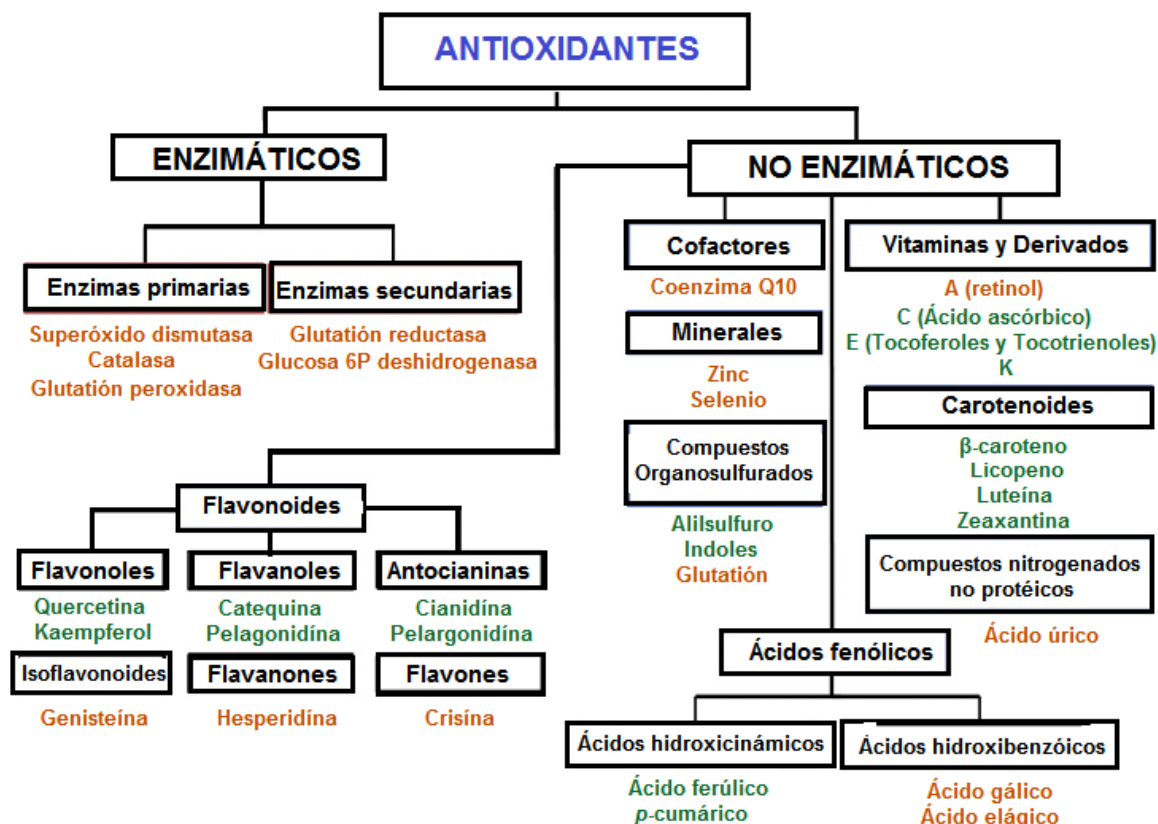 ANTIOXIDANTES
ENZIMÁTICOS
NO ENZIMÁTICOS
Enzimas primarias
Superóxido dismutasa
Catalasa
Glutatión peroxidasa
Enzimas secundarias
Glutatión reductasa
Glucosa 6P deshidrogenasa
Cofactores
Coenzima Q10
Minerales
Zinc
Selenio
Compuestos
Organosulfurados
Alilsulfuro
Indoles
Glutatión
Vitaminas y Derivados
A (retinol)
C (Ácido ascórbico)
E (Tocoferoles y Tocotrienoles)
K
Carotenoides
β-caroteno
Licopeno
Luteína
Zeaxantina
Compuestos nitrogenados
no protéicos
Ácido úrico
Flavonoides
Flavonoles
Quercetina
Kaempferol
Flavanoles
Catequina
Pelagonidína
Antocianinas
Cianidína
Pelargonidína
Isoflavonoides
Genisteína
Flavanones
Hesperidína
Flavones
Crisína
Ácidos fenólicos
Ácidos hidroxicinámicos
Ácido ferúlico
p-cumárico
Ácidos hidroxibenzóicos
Ácido gálico
Ácido elágico